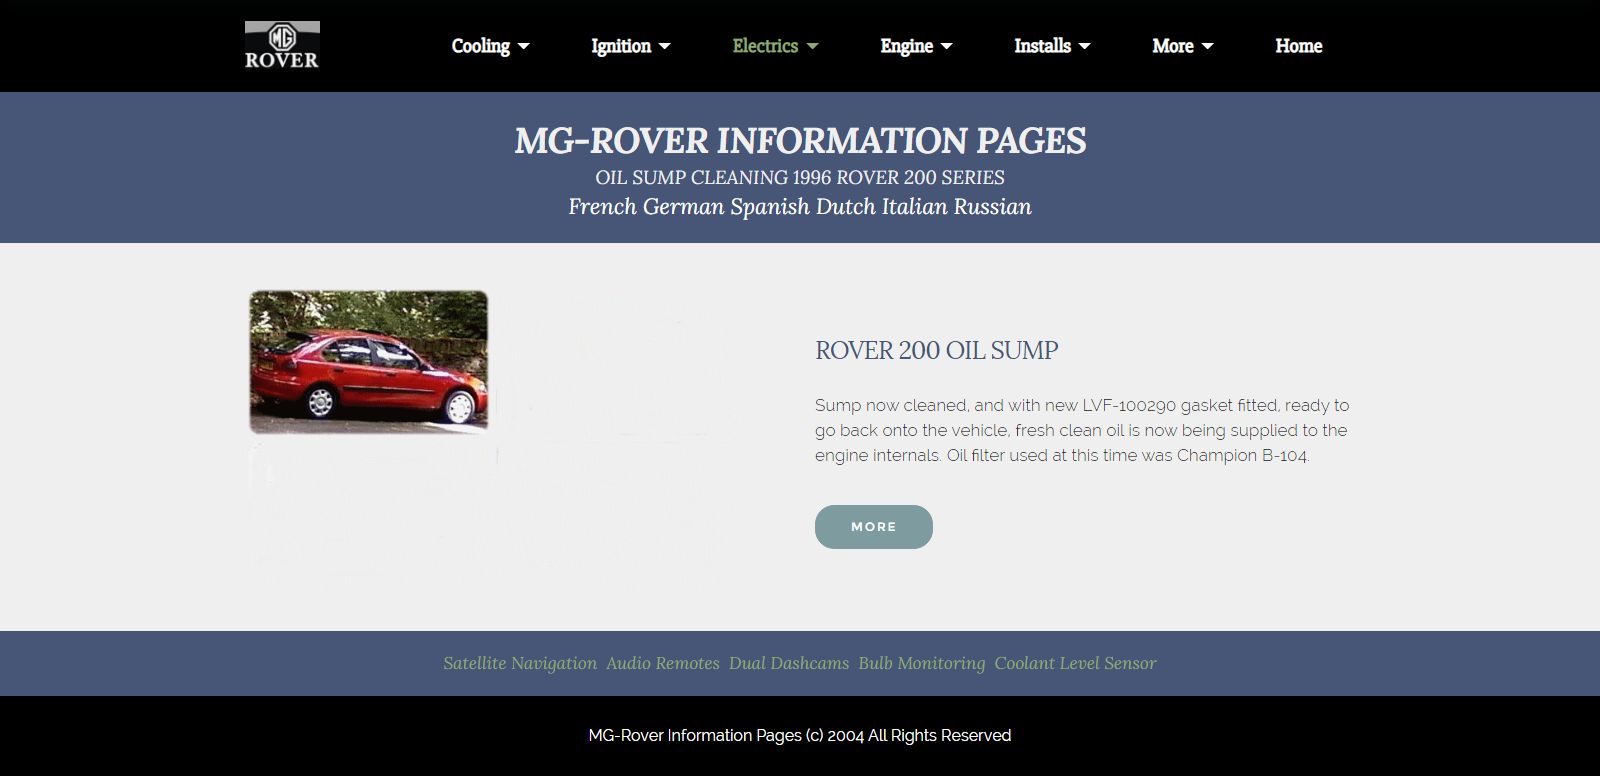 MG
ROVER
Cooling
Ignition
Electrics
Engine
Installs
More
Home
MG-ROVER INFORMATION PAGES
OIL SUMP CLEANING 1996 ROVER 200 SERIES
French German Spanish Dutch Italian Russian
ROVER 200 OIL SUMP
Sump now cleaned, and with new LVF-100290 gasket fitted, ready to
go back onto the vehicle, fresh clean oil is now being supplied to the
engine internals. Oil filter used at this time was Champion B-104.
MORE
Satellite Navigation Audio Remotes Dual Dashcams Bulb Monitoring Coolant Level Sensor
MG-Rover Information Pages (c) 2004 All Rights Reserved